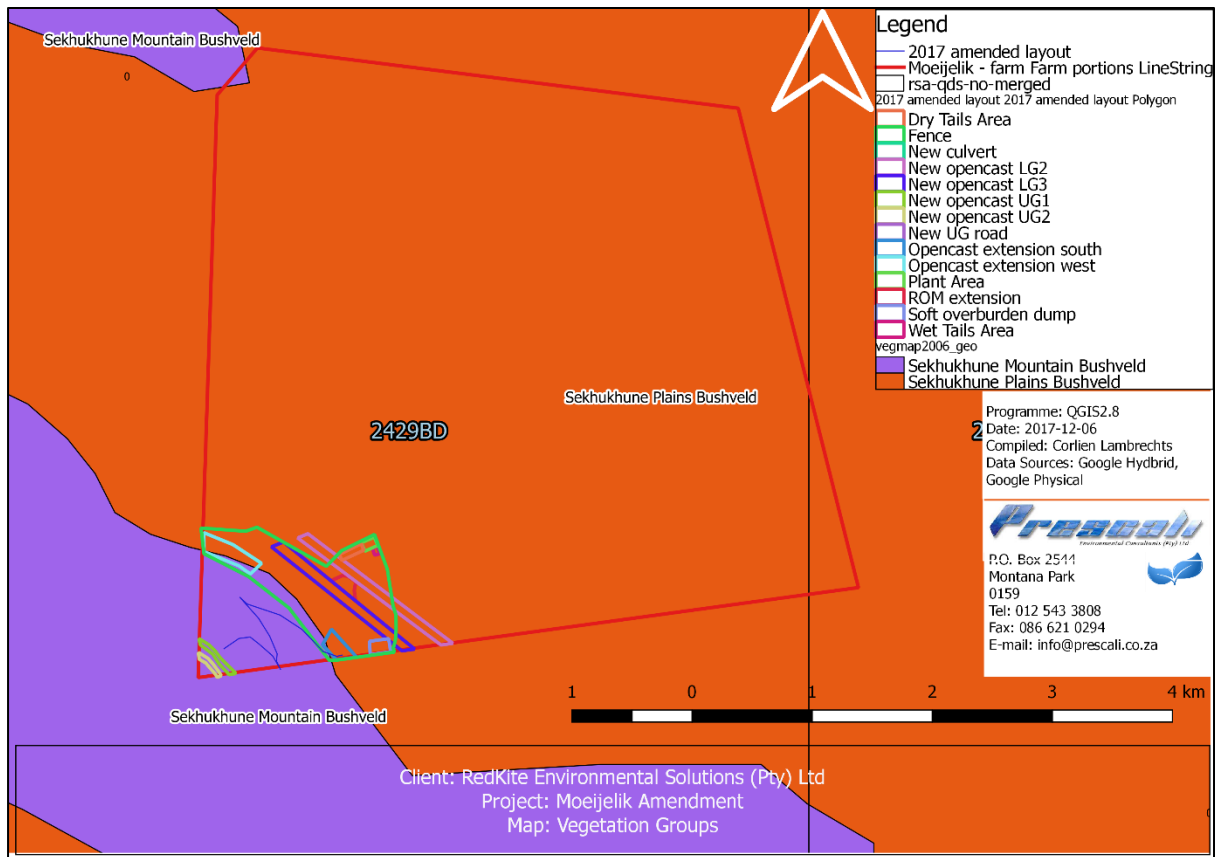 Sekhukhune Mountain Bushveld
0
Legend
2017 amended layout
Moeijelik - farm Farm portions LineString
rsa-qds-no-merged
2017 amended layout 2017 amended layout Polygon
Dry Tails Area
Fence
New culvert
New opencast LG2
New opencast LG3
New opencast UG1
New opencast UG2
New UG road
Opencast extension south
Opencast extension west
Plant Area
ROM extension
Soft overburden dump
Wet Tails Area
vegmap2006_geo
Sekhukhune Mountain Bushveld
Sekhukhune Plains Bushveld
Sekhukhune Plains Bushveld
2429BD
2
Programme: QGIS2.8
Date: 2017-12-06
Compiled: Corlien Lambrechts
Data Sources: Google Hydbrid,
Google Physical
Prescali
Environmental Consultants (Pty) Ltd
P.O. Box 2544
Montana Park
0159
Tel: 012 543 3808
Fax: 086 621 0294
E-mail: info@prescali.co.za
1 0 1 2 3 4 km
Sekhukhune Mountain Bushveld
Client: RedKite Environmental Solutions (Pty) Ltd
Project: Moeijelik Amendment
Map: Vegetation Groups